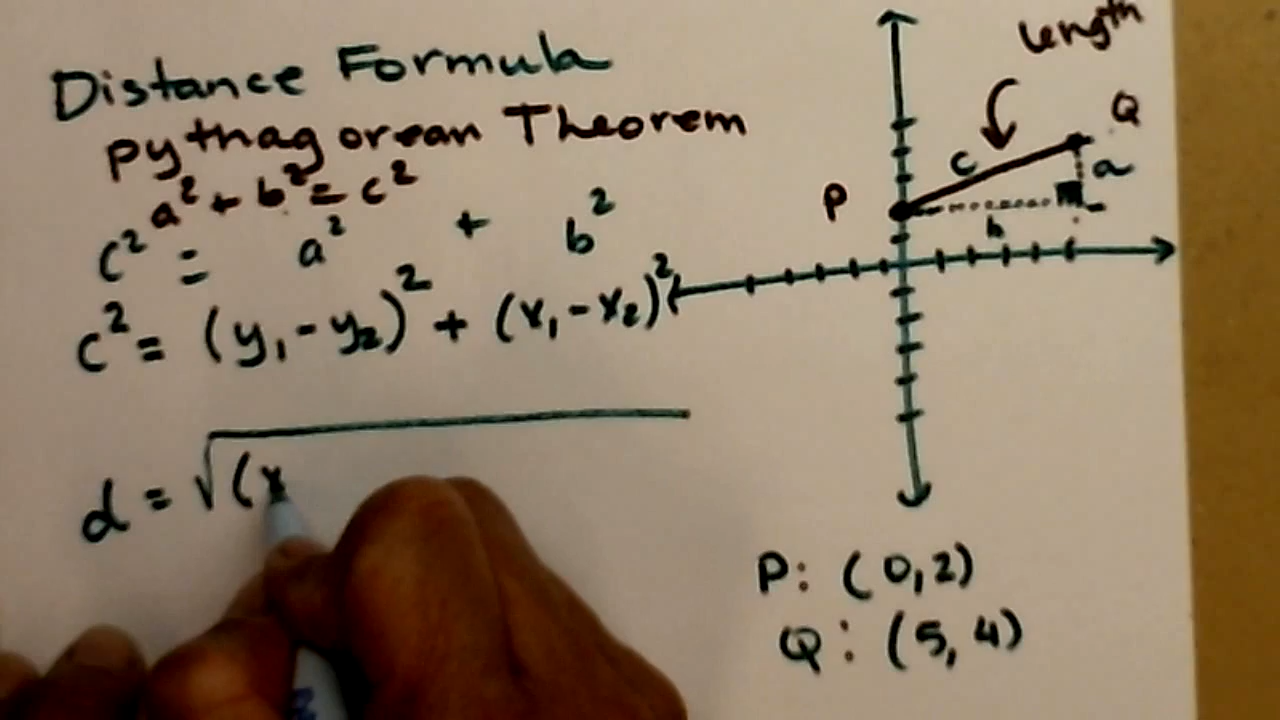 Distance Formula
Pythagorean Theorem
a² + b² = c²
c² = a² + b²
c² = (y₁ - y₂)² + (x₁ - x₂)²
d = √(x
length
Q
c
a
P
b
P: (0,2)
Q: (5,4)